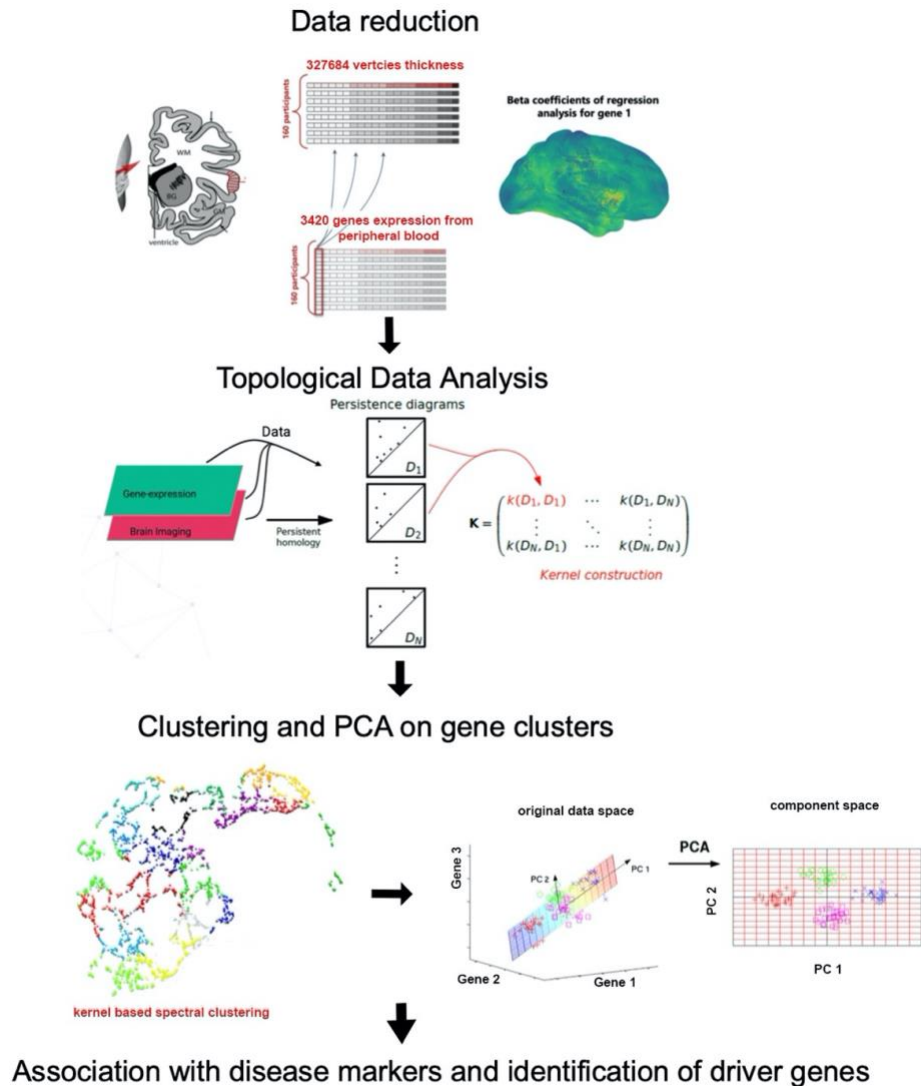 Data reduction
327684 vertcies thickness
160 participants
Beta coefficients of regression
analysis for gene 1
WM
BG
GM
ventricle
3420 genes expression from
peripheral blood
160 participants
Topological Data Analysis
Persistence diagrams
Data
Gene-expression
Brain Imaging
Persistent
homology
D1
D2
⋮
DN
K = ( k(D1, D1) ⋯ k(D1, DN)
⋮ ⋱ ⋮
k(DN, D1) ⋯ k(DN, DN) )
Kernel construction
Clustering and PCA on gene clusters
kernel based spectral clustering
original data space
Gene 3
PC 2
PC 1
Gene 2
Gene 1
PCA
component space
PC 2
PC 1
Association with disease markers and identification of driver genes